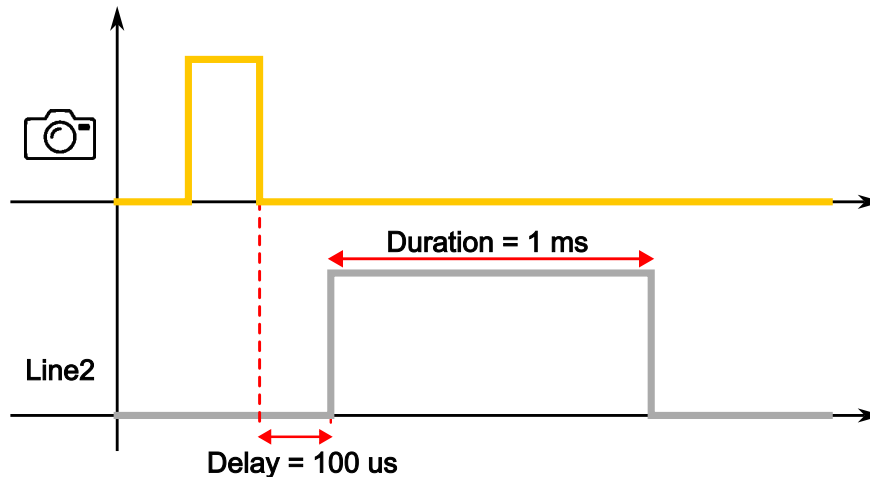 Duration = 1 ms
Line2
Delay = 100 us